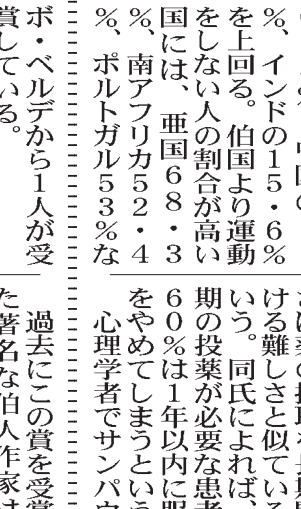 %、インドの15・6%
を上回る。伯国より運動
をしない人の割合が高い
国には、亜国68・3
%、南アフリカ52・4
%、ポルトガル53%な
ける難しさと似ている
いう。同氏によれば、
期の投薬が必要な患者
60%は1年以内に服
をやめてしまうという
心理学者でサンパウ
ボ・ベルデから1人が受
賞している。
過去にこの賞を受賞
た著名な伯人作家は